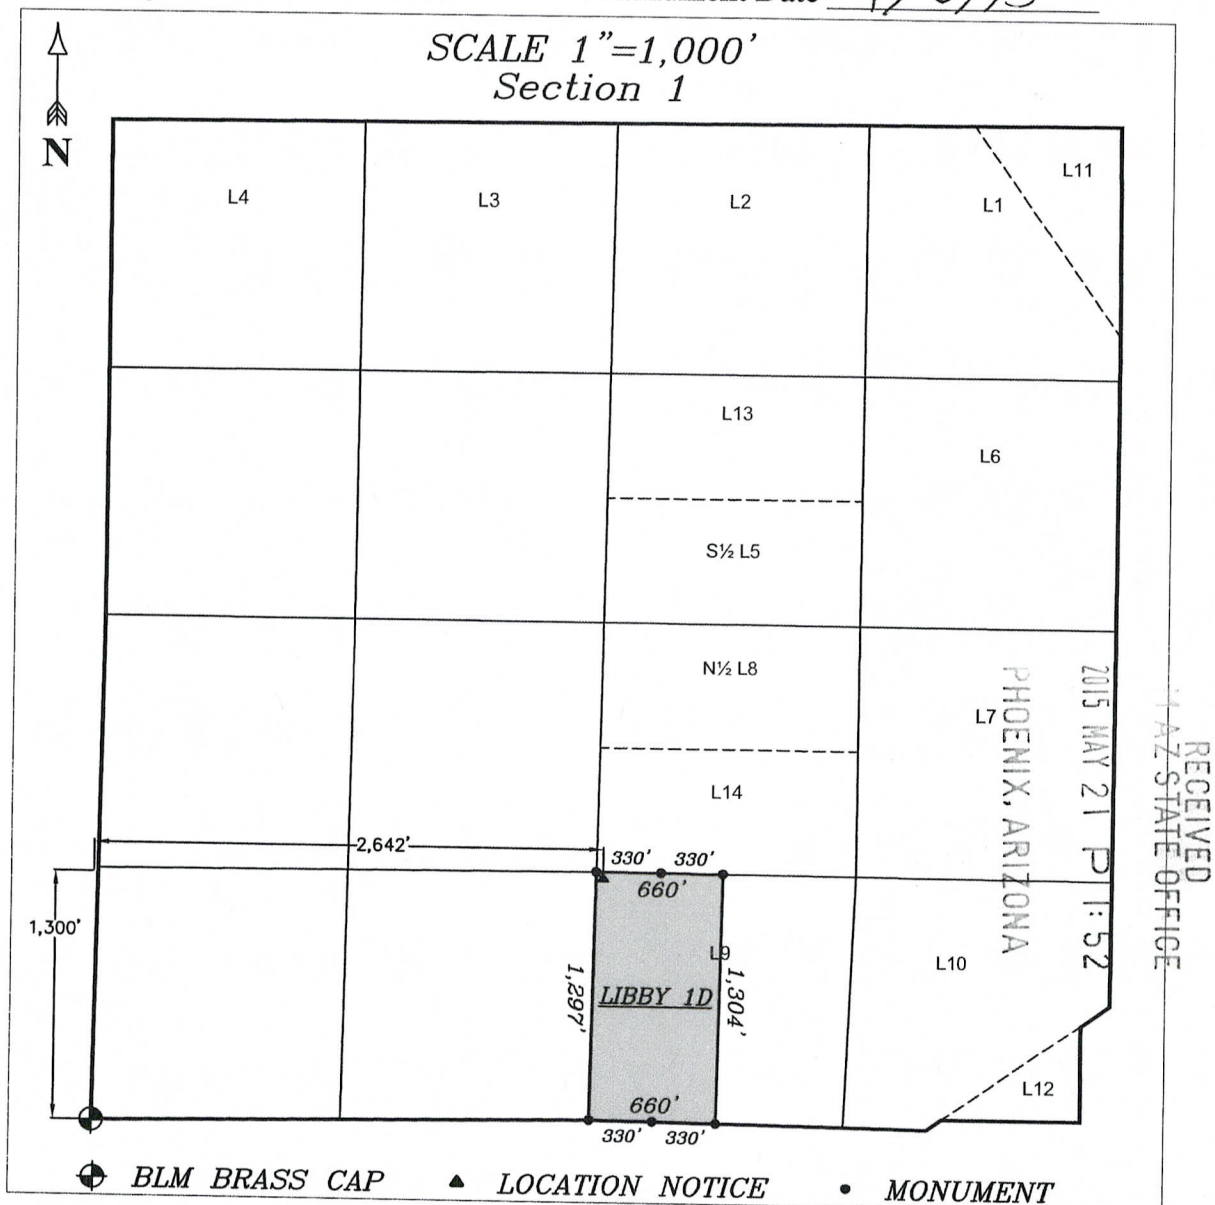 SCALE 1"=1,000'
Section 1
N
L4
L3
L2
L1
L11
L13
L6
S½ L5
N½ L8
L7
L14
2,642'
330' 330'
660'
1,300'
L9
L10
1,297'
LIBBY 1D
1,304'
L12
660'
330' 330'
BLM BRASS CAP
LOCATION NOTICE
MONUMENT
RECEIVED
AZ STATE OFFICE
2015 MAY 21 P 1:52
PHOENIX, ARIZONA